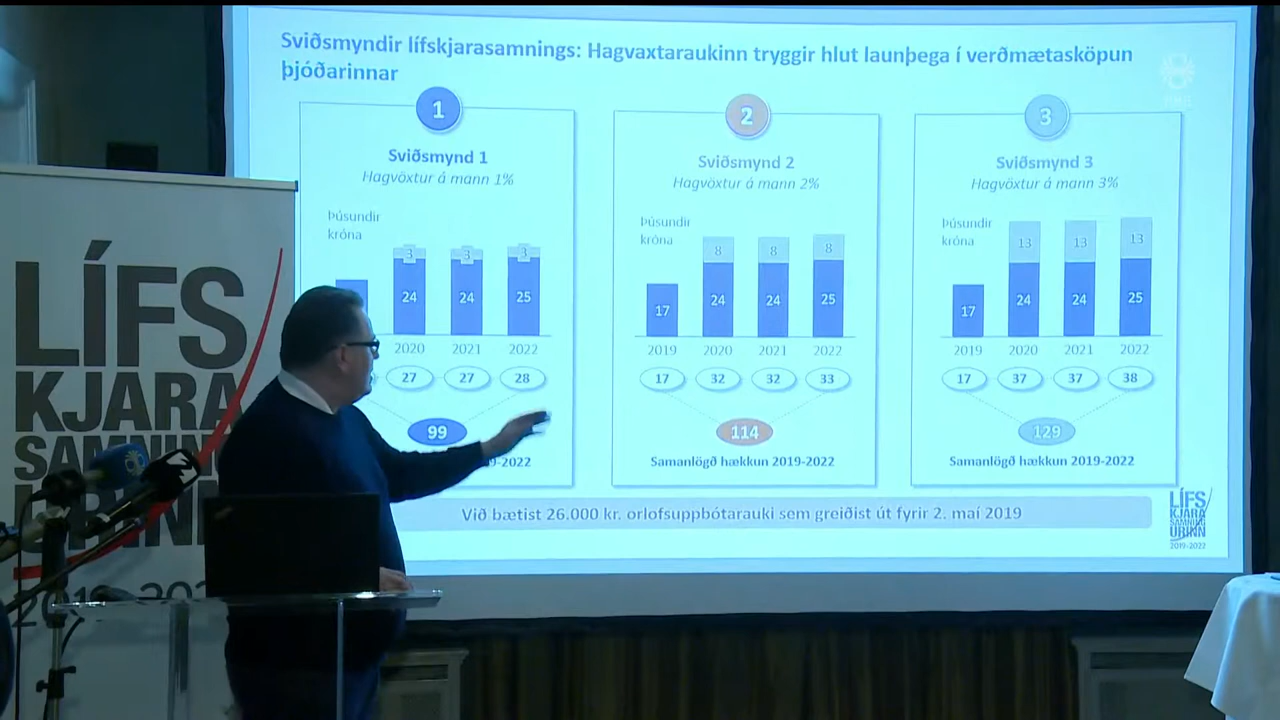 Sviðsmyndir lífskjarasamnings: Hagvaxtaraukinn tryggir hlut launþega í verðmætasköpun
þjóðarinnar
1
Sviðsmynd 1
Hagvöxtur á mann 1%
Þúsundir
króna
3
3
3
24
24
25
2020
2021
2022
27
27
28
99
9-2022
2
Sviðsmynd 2
Hagvöxtur á mann 2%
Þúsundir
króna
8
8
8
17
24
24
25
2019
2020
2021
2022
17
32
32
33
114
Samanlögð hækkun 2019-2022
3
Sviðsmynd 3
Hagvöxtur á mann 3%
Þúsundir
króna
13
13
13
17
24
24
25
2019
2020
2021
2022
17
37
37
38
129
Samanlögð hækkun 2019-2022
Við bætist 26.000 kr. orlofsuppbótarauki sem greiðist út fyrir 2. maí 2019
LÍFS
KJARA
SAMNING
URINN
2019-2022
LÍFS
KJARA
SAMNING
URINN